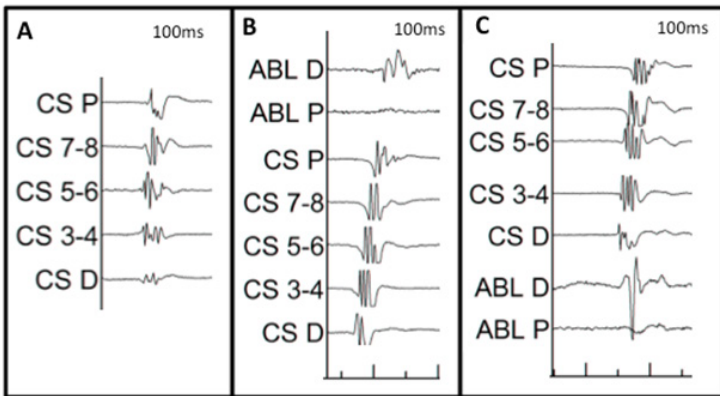 A
100ms
CS P
CS 7-8
CS 5-6
CS 3-4
CS D
B
100ms
ABL D
ABL P
CS P
CS 7-8
CS 5-6
CS 3-4
CS D
C
100ms
CS P
CS 7-8
CS 5-6
CS 3-4
CS D
ABL D
ABL P